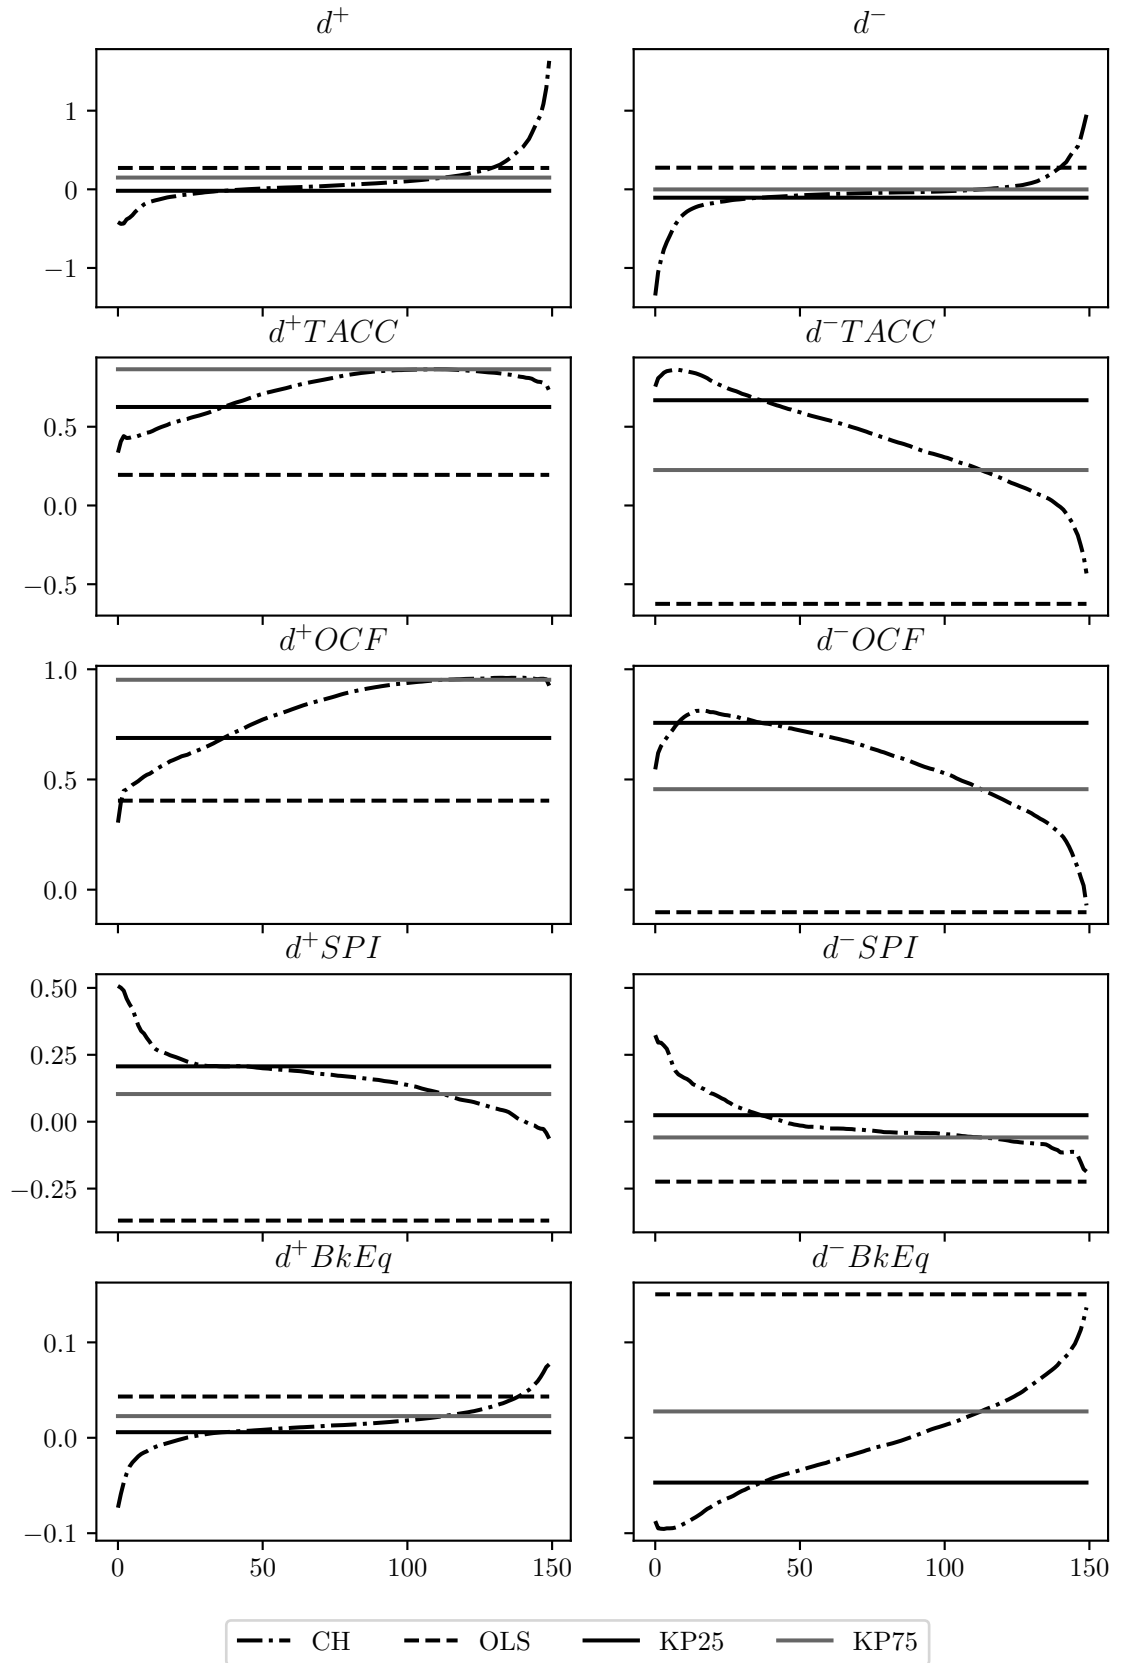 d⁺ d⁻
1
0
−1
d⁺TACC d⁻TACC
0.5
0.0
−0.5
d⁺OCF d⁻OCF
1.0
0.5
0.0
d⁺SPI d⁻SPI
0.50
0.25
0.00
−0.25
d⁺BkEq d⁻BkEq
0.1
0.0
−0.1
0 50 100 150 0 50 100 150
CH OLS KP25 KP75